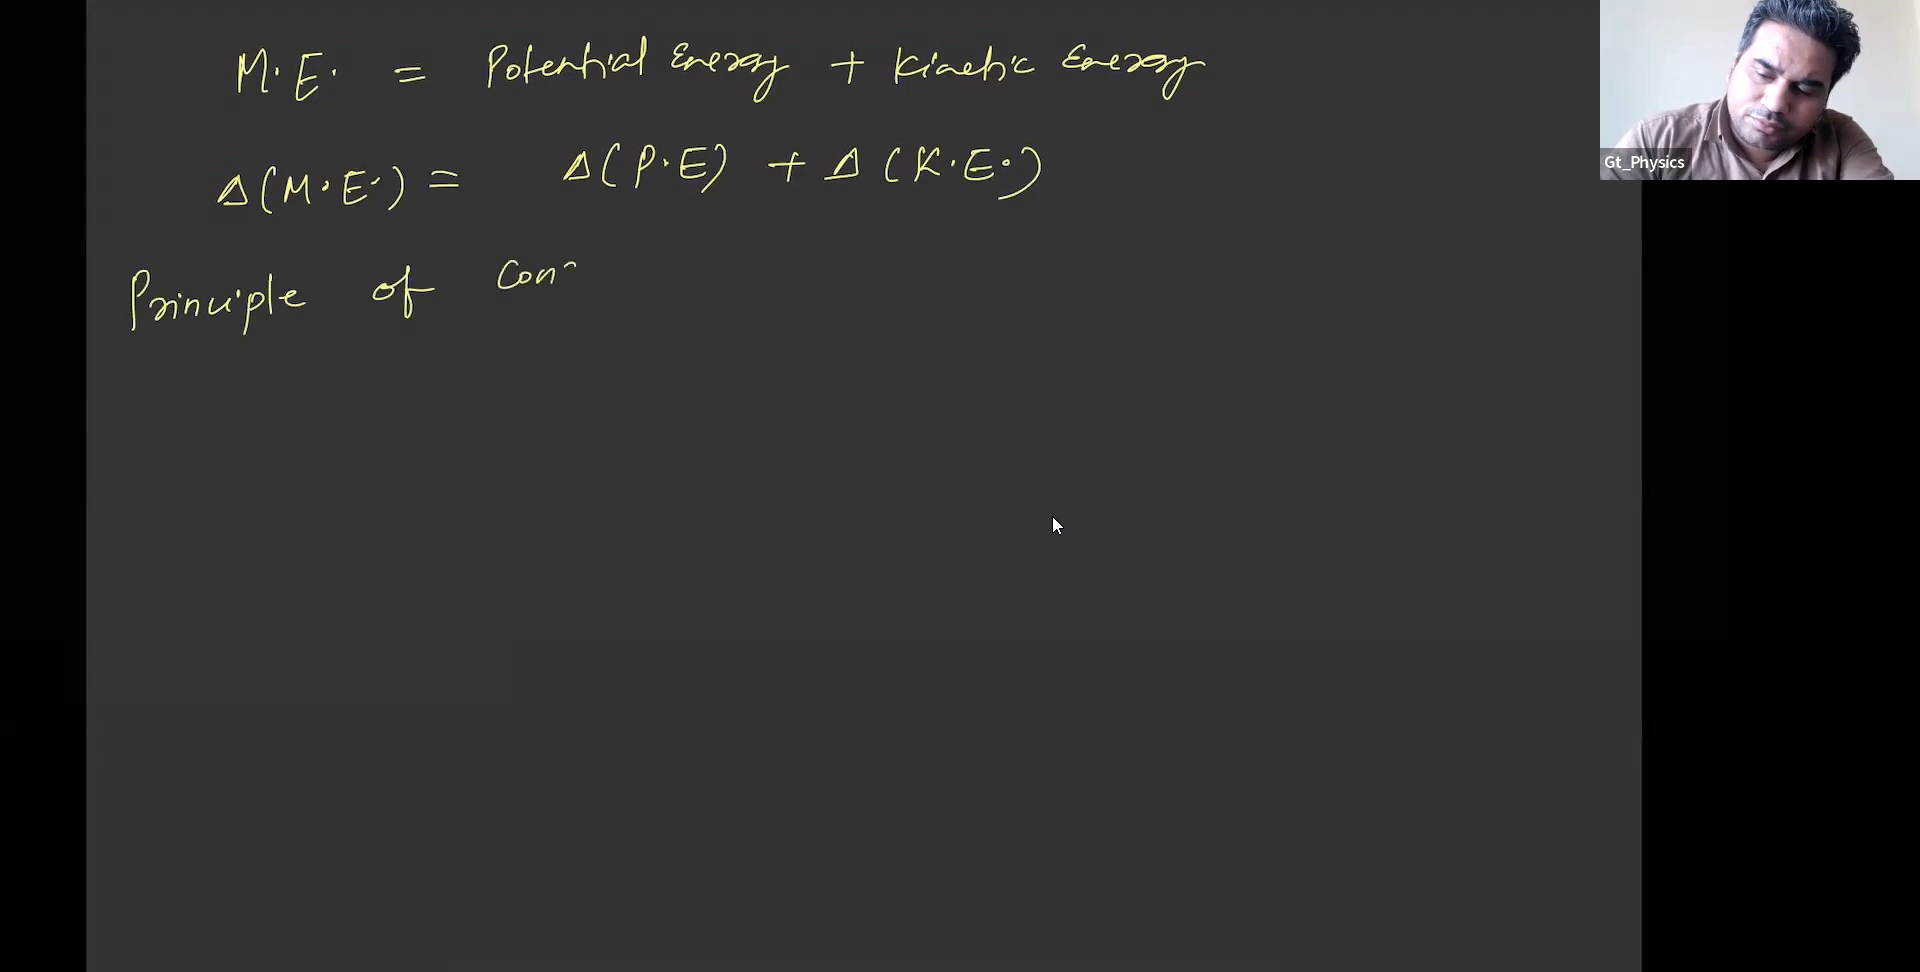 M.E. = Potential Energy + Kinetic Energy
Δ(M.E.) = Δ(P.E) + Δ(K.E.)
Principle of Con
Gt_Physics